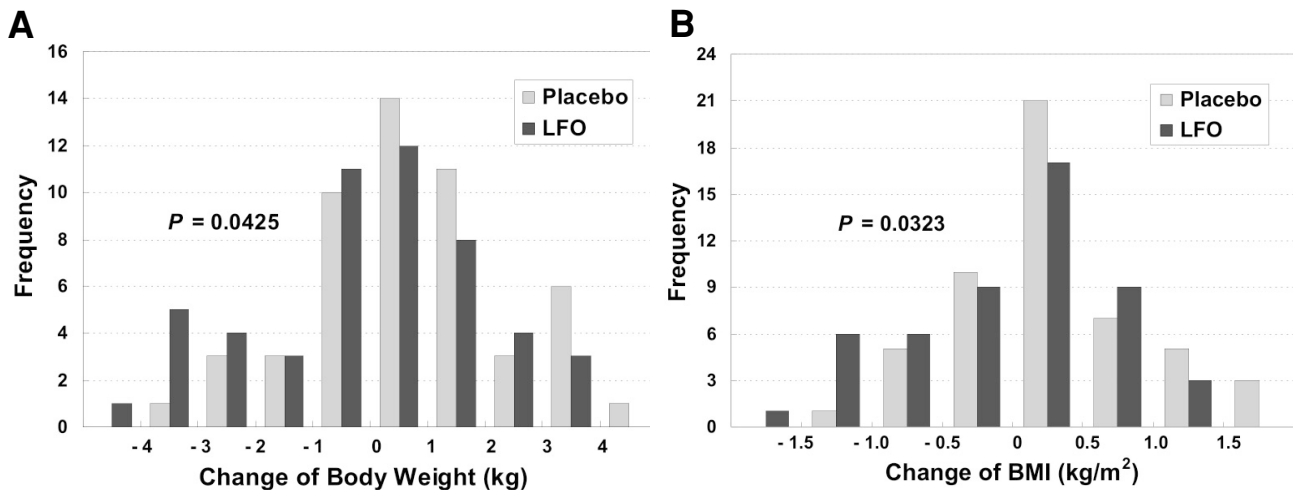 A
16
14
12
10
8
6
4
2
0
Frequency
Placebo
LFO
P = 0.0425
- 4 - 3 - 2 - 1 0 1 2 3 4
Change of Body Weight (kg)
B
24
21
18
15
12
9
6
3
0
Frequency
Placebo
LFO
P = 0.0323
- 1.5 - 1.0 - 0.5 0 0.5 1.0 1.5
Change of BMI (kg/m²)